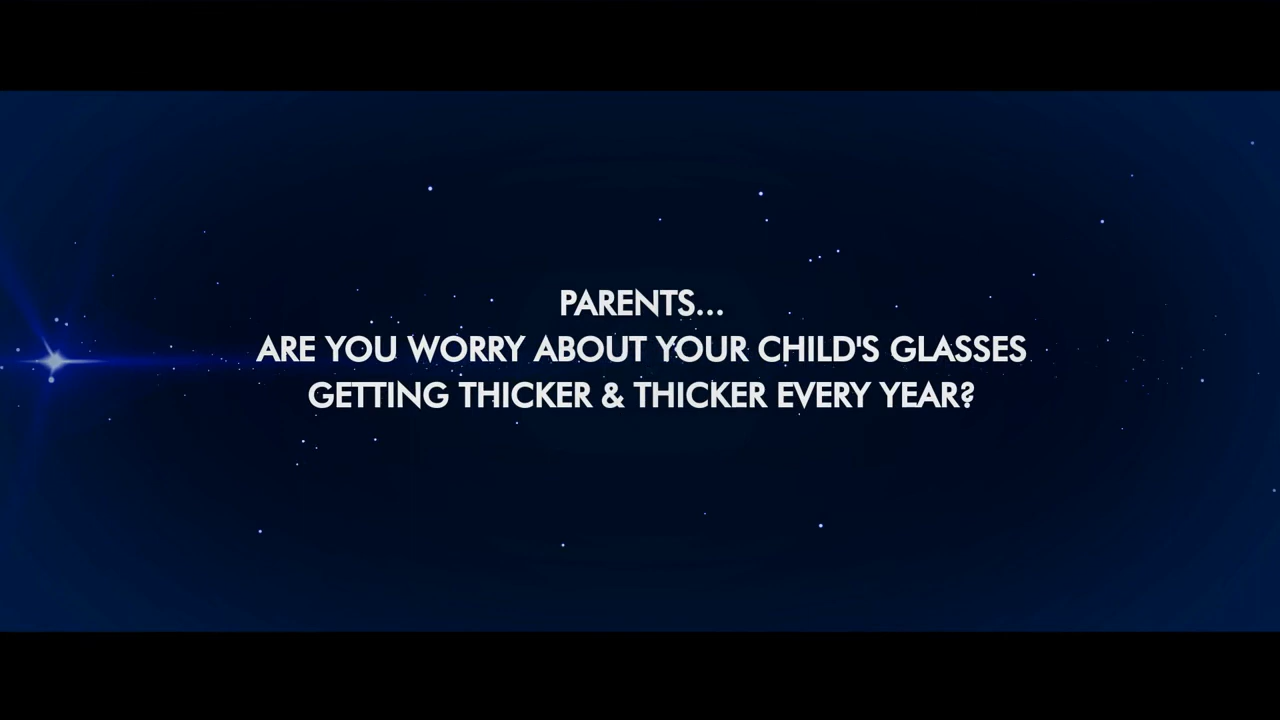 PARENTS...
ARE YOU WORRY ABOUT YOUR CHILD'S GLASSES
GETTING THICKER & THICKER EVERY YEAR?